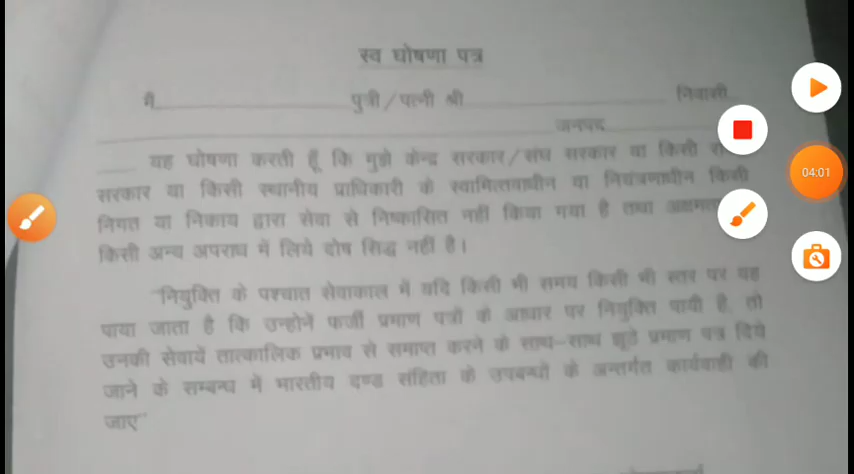 स्व घोषणा पत्र
मै पुत्री/पत्नी श्री निवासी
जनपद
यह घोषणा करती हूँ कि मुझे केन्द्र सरकार/संघ सरकार या किसी
सरकार या किसी स्थानीय प्राधिकारी के स्वामित्वाधीन या नियंत्रणाधीन किसी
निगम या निकाय द्वारा सेवा से निष्कासित नहीं किया गया है तथा
किसी अन्य अपराध में लिये दोष सिद्ध नहीं है।
"नियुक्ति के पश्चात सेवाकाल में यदि किसी भी समय किसी भी स्तर पर यह
पाया जाता है कि उन्होनें फर्जी प्रमाण पत्रों के आधार पर नियुक्ति पायी है, तो
उनकी सेवायें तात्कालिक प्रभाव से समाप्त करने के साथ-साथ झूठे प्रमाण पत्र दिये
जाने के सम्बन्ध में भारतीय दण्ड संहिता के उपबन्धों के अन्तर्गत कार्यवाही की
जाए"
04:01